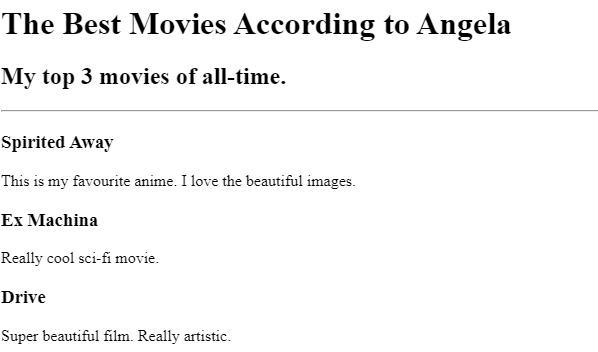 The Best Movies According to Angela
My top 3 movies of all-time.
Spirited Away
This is my favourite anime. I love the beautiful images.
Ex Machina
Really cool sci-fi movie.
Drive
Super beautiful film. Really artistic.